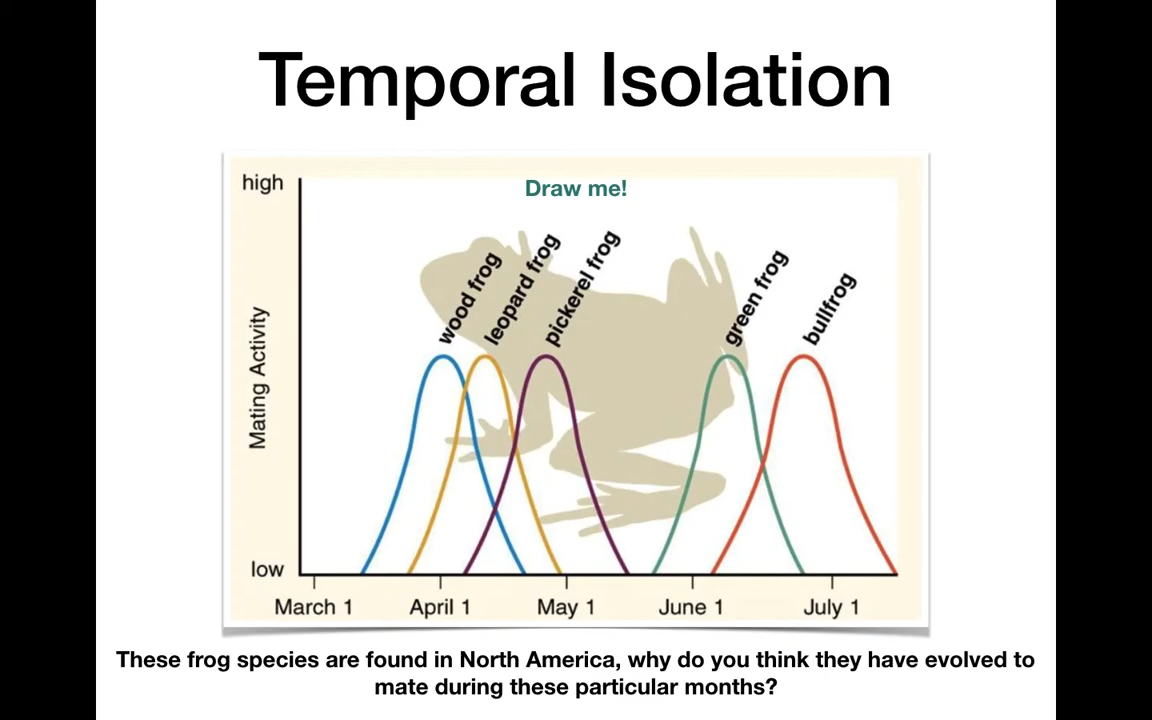 Temporal Isolation
high
Draw me!
wood frog
leopard frog
pickerel frog
green frog
bullfrog
Mating Activity
low
March 1 April 1 May 1 June 1 July 1
These frog species are found in North America, why do you think they have evolved to
mate during these particular months?